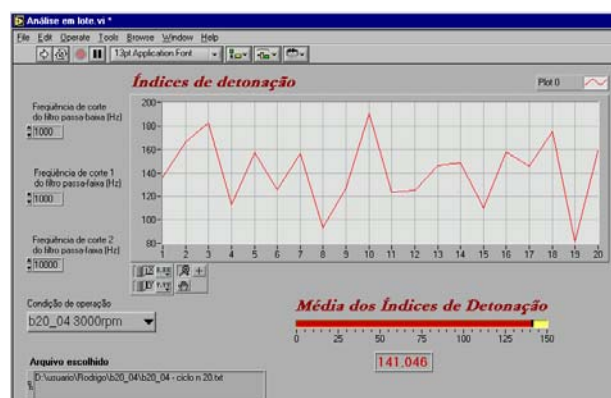 Análise em lote.vi *
File Edit Operate Tools Browse Window Help
13pt Application Font
Índices de detonação
Plot 0
Freqüência de corte
do filtro passa-baixa (Hz)
1000
Freqüência de corte 1
do filtro passa-faixa (Hz)
1000
Freqüência de corte 2
do filtro passa-faixa (Hz)
10000
200
180
160
140
120
100
80
1 2 3 4 5 6 7 8 9 10 11 12 13 14 15 16 17 18 19 20
Condição de operação
b20_04 3000rpm
Média dos Índices de Detonação
0 25 50 75 100 125 150
141,046
Arquivo escolhido
D:\usuario\Rodrigo\b20_04\b20_04 - ciclo n 20.txt